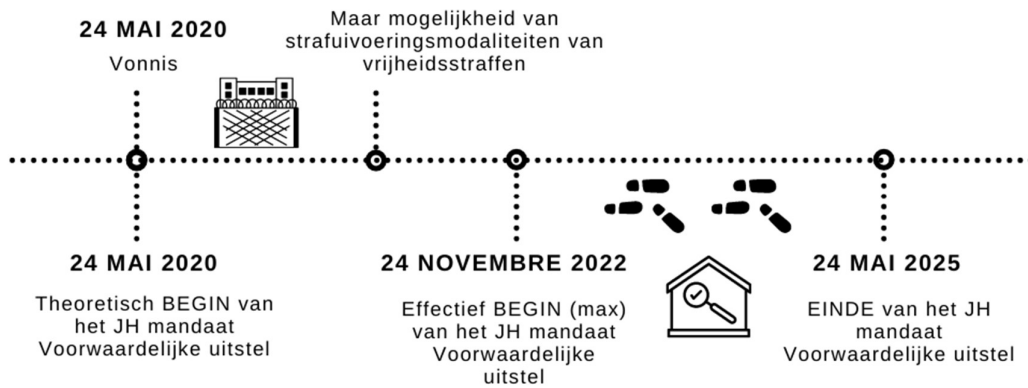 24 MAI 2020
Vonnis
Maar mogelijkheid van
strafuivoeringsmodaliteiten van
vrijheidsstraffen
24 MAI 2020
Theoretisch BEGIN van
het JH mandaat
Voorwaardelijke uitstel
24 NOVEMBRE 2022
Effectief BEGIN (max)
van het JH mandaat
Voorwaardelijke
uitstel
24 MAI 2025
EINDE van het JH
mandaat
Voorwaardelijke uitstel